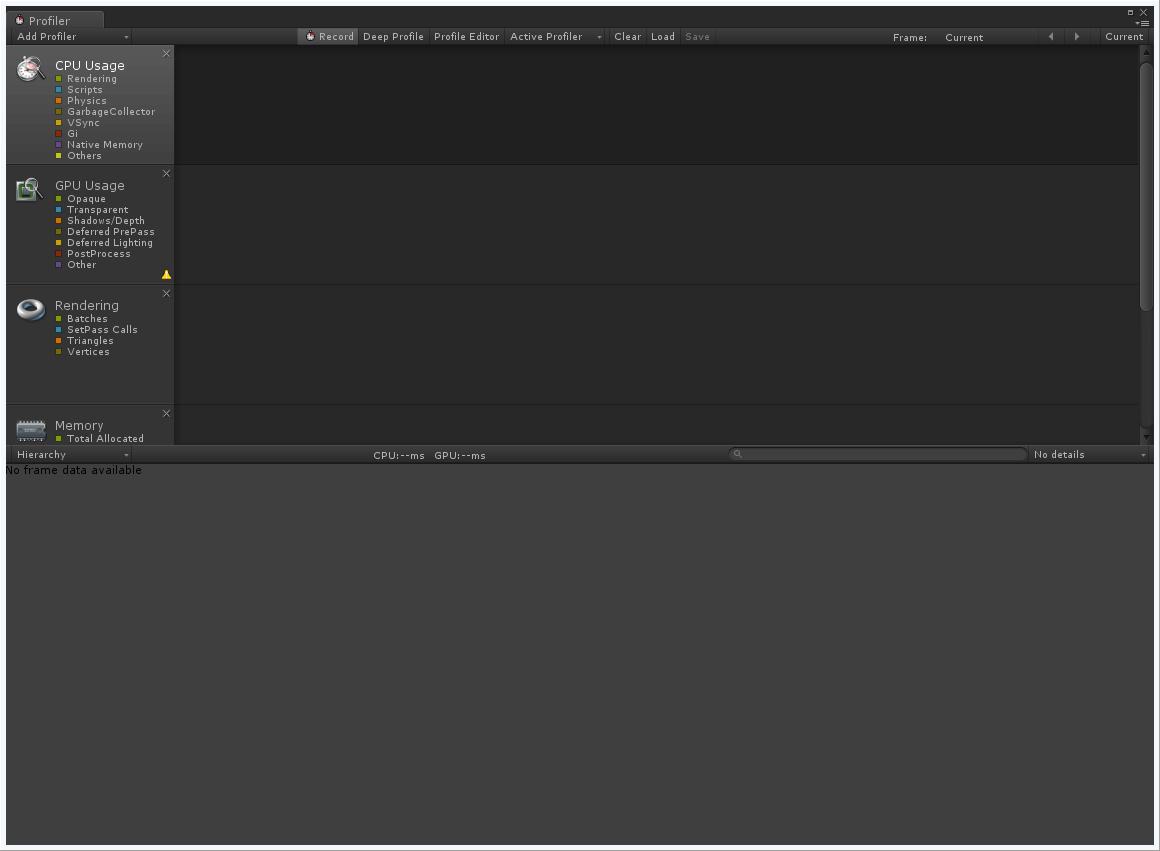 Profiler
Add Profiler Record Deep Profile Profile Editor Active Profiler Clear Load Save Frame: Current Current
CPU Usage
Rendering
Scripts
Physics
GarbageCollector
VSync
Gi
Native Memory
Others
GPU Usage
Opaque
Transparent
Shadows/Depth
Deferred PrePass
Deferred Lighting
PostProcess
Other
Rendering
Batches
SetPass Calls
Triangles
Vertices
Memory
Total Allocated
Hierarchy CPU:--ms GPU:--ms No details
No frame data available